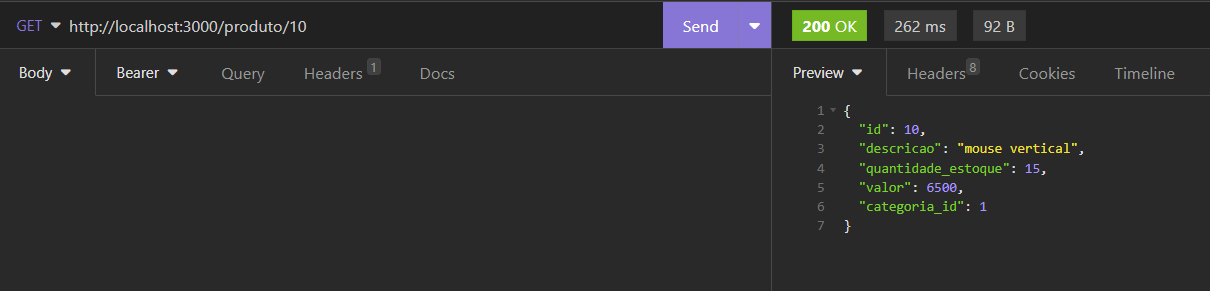 GET http://localhost:3000/produto/10 Send 200 OK 262 ms 92 B
Body Bearer Query Headers 1 Docs Preview Headers 8 Cookies Timeline
1 {
2 "id": 10,
3 "descricao": "mouse vertical",
4 "quantidade_estoque": 15,
5 "valor": 6500,
6 "categoria_id": 1
7 }